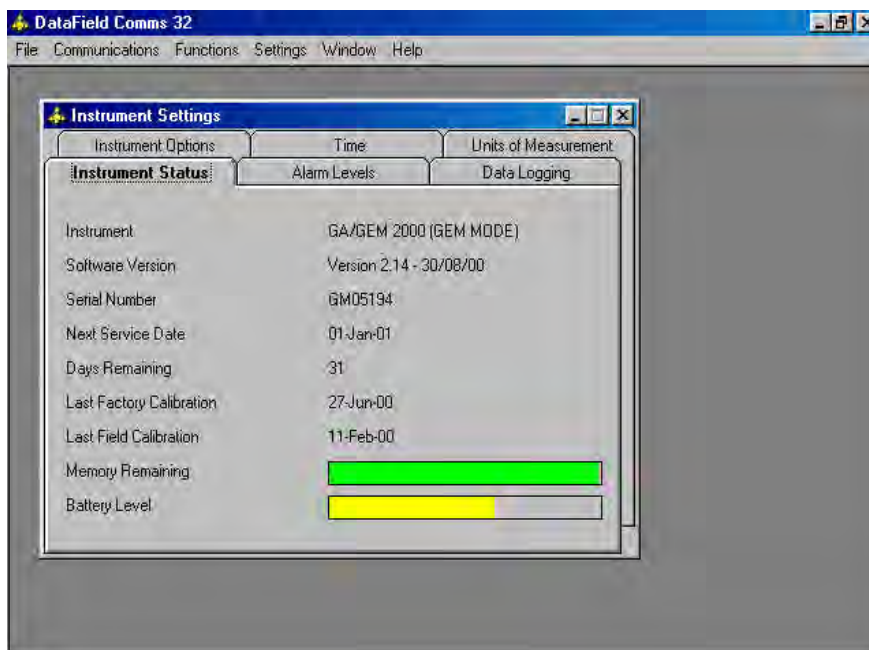 DataField Comms 32
File Communications Functions Settings Window Help
Instrument Settings
Instrument Options Time Units of Measurement
Instrument Status Alarm Levels Data Logging
Instrument GA/GEM 2000 (GEM MODE)
Software Version Version 2.14 - 30/08/00
Serial Number GM05194
Next Service Date 01-Jan-01
Days Remaining 31
Last Factory Calibration 27-Jun-00
Last Field Calibration 11-Feb-00
Memory Remaining
Battery Level